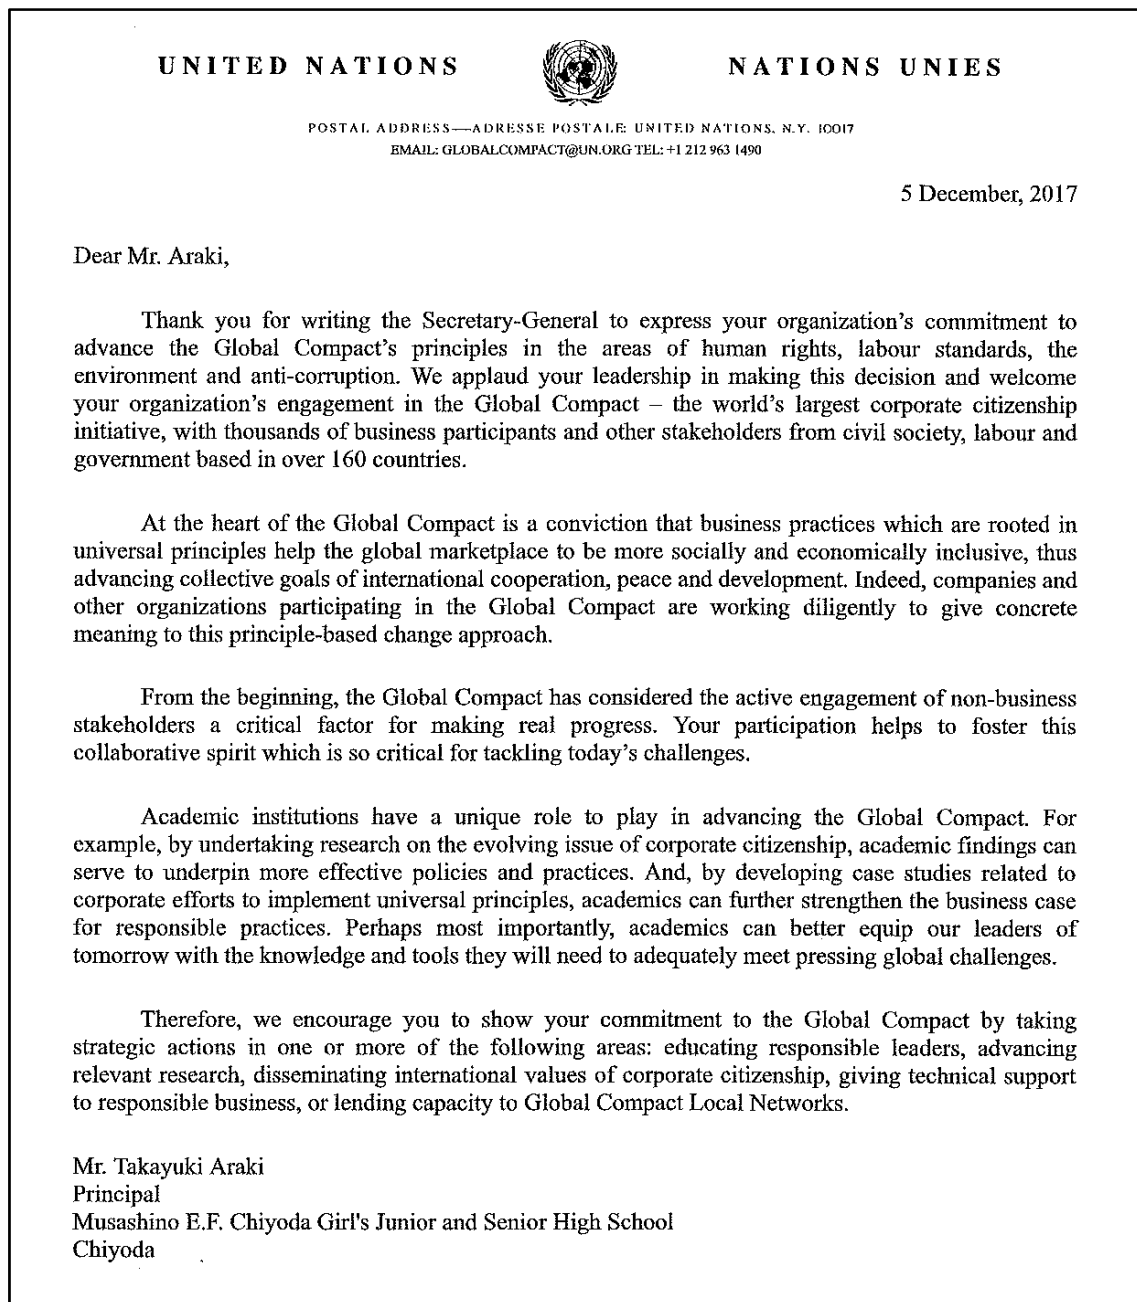 UNITED NATIONS NATIONS UNIES
POSTAL ADDRESS—ADRESSE POSTALE: UNITED NATIONS, N.Y. 10017
EMAIL: GLOBALCOMPACT@UN.ORG TEL: +1 212 963 1490
5 December, 2017
Dear Mr. Araki,
Thank you for writing the Secretary-General to express your organization's commitment to
advance the Global Compact's principles in the areas of human rights, labour standards, the
environment and anti-corruption. We applaud your leadership in making this decision and welcome
your organization's engagement in the Global Compact – the world's largest corporate citizenship
initiative, with thousands of business participants and other stakeholders from civil society, labour and
government based in over 160 countries.
At the heart of the Global Compact is a conviction that business practices which are rooted in
universal principles help the global marketplace to be more socially and economically inclusive, thus
advancing collective goals of international cooperation, peace and development. Indeed, companies and
other organizations participating in the Global Compact are working diligently to give concrete
meaning to this principle-based change approach.
From the beginning, the Global Compact has considered the active engagement of non-business
stakeholders a critical factor for making real progress. Your participation helps to foster this
collaborative spirit which is so critical for tackling today's challenges.
Academic institutions have a unique role to play in advancing the Global Compact. For
example, by undertaking research on the evolving issue of corporate citizenship, academic findings can
serve to underpin more effective policies and practices. And, by developing case studies related to
corporate efforts to implement universal principles, academics can further strengthen the business case
for responsible practices. Perhaps most importantly, academics can better equip our leaders of
tomorrow with the knowledge and tools they will need to adequately meet pressing global challenges.
Therefore, we encourage you to show your commitment to the Global Compact by taking
strategic actions in one or more of the following areas: educating responsible leaders, advancing
relevant research, disseminating international values of corporate citizenship, giving technical support
to responsible business, or lending capacity to Global Compact Local Networks.
Mr. Takayuki Araki
Principal
Musashino E.F. Chiyoda Girl's Junior and Senior High School
Chiyoda